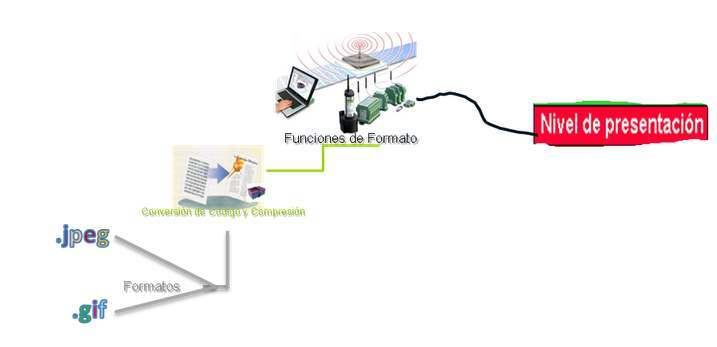 Nivel de presentación
Funciones de Formato
Conversión de Código y Compresión
.jpeg
Formatos
.gif